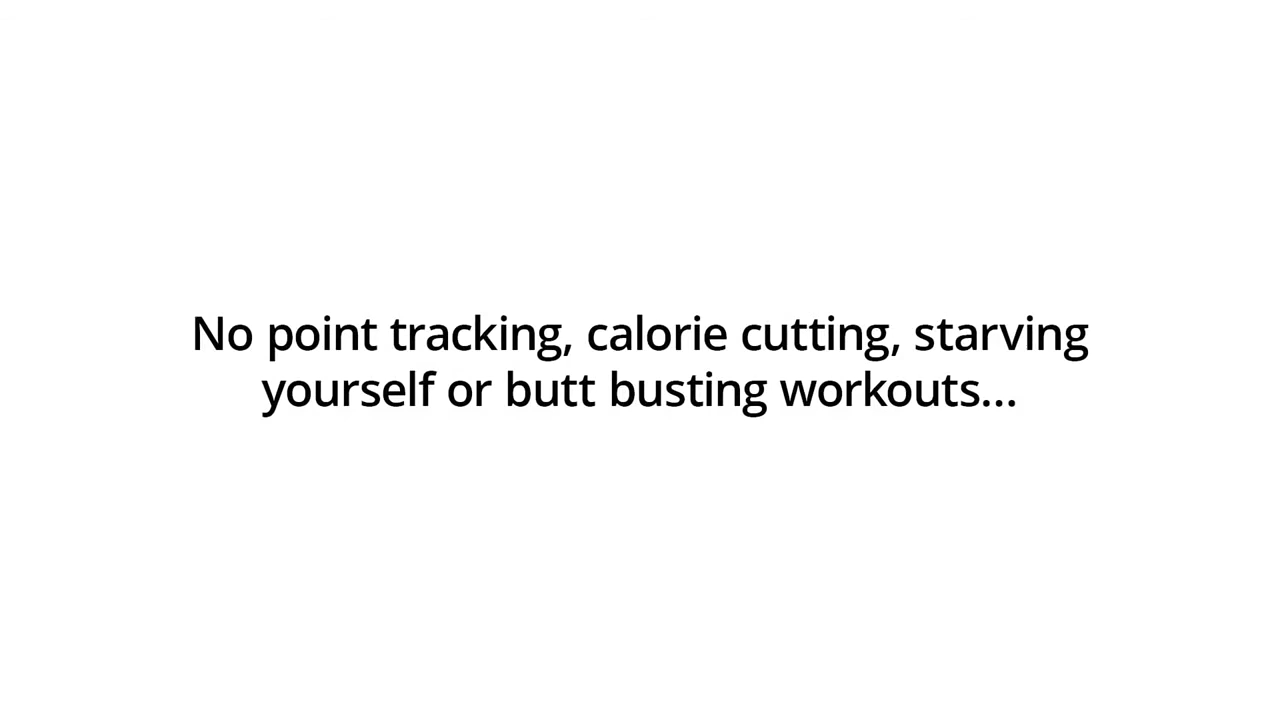 No point tracking, calorie cutting, starving
yourself or butt busting workouts...